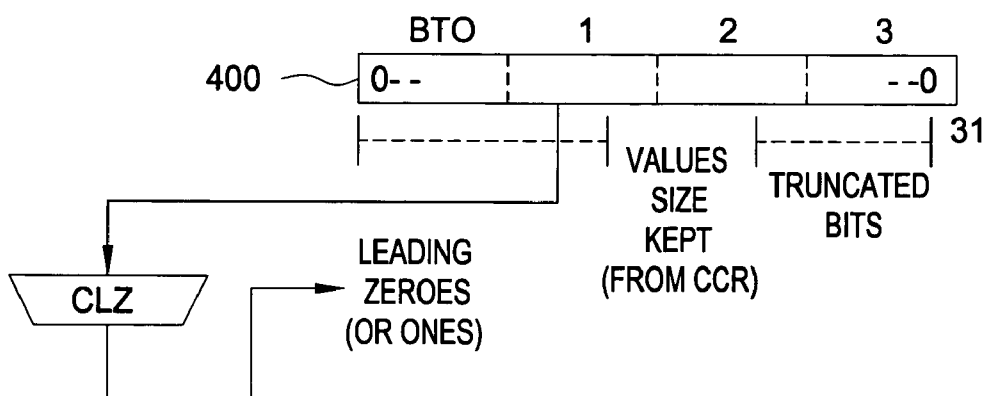 BTO 1 2 3
400 0-- --0
31
VALUES
SIZE
KEPT
(FROM CCR)
TRUNCATED
BITS
LEADING
ZEROES
(OR ONES)
CLZ